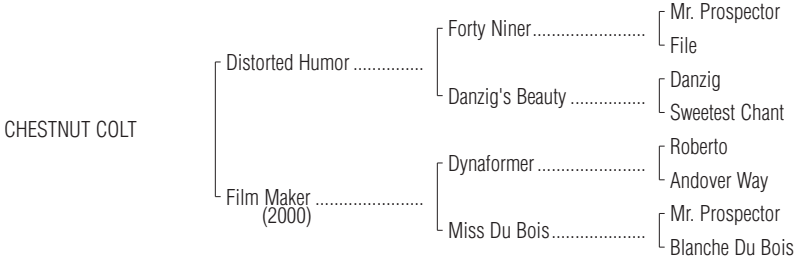 Mr. Prospector
Forty Niner........................
File
Distorted Humor ...............
Danzig
Danzig's Beauty ................
Sweetest Chant
CHESTNUT COLT
Roberto
Dynaformer .......................
Andover Way
Film Maker .......................
(2000)
Mr. Prospector
Miss Du Bois....................
Blanche Du Bois